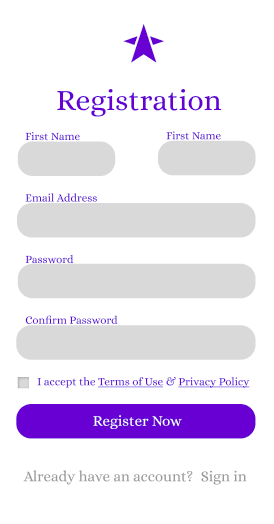 Registration
First Name First Name
Email Address
Password
Confirm Password
I accept the Terms of Use & Privacy Policy
Register Now
Already have an account? Sign in